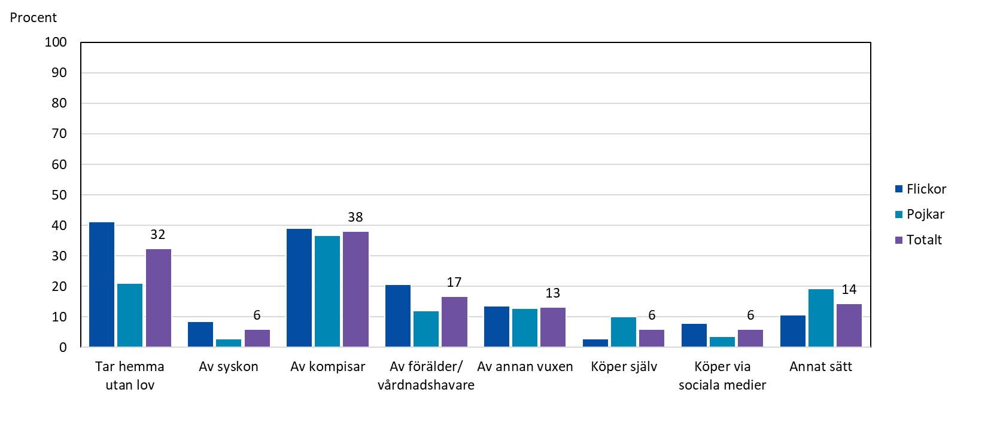 Procent
100
90
80
70
60
50
40
30
20
10
0
32
6
38
17
13
6
6
14
Tar hemma
utan lov
Av syskon
Av kompisar
Av förälder/
vårdnadshavare
Av annan vuxen
Köper själv
Köper via
sociala medier
Annat sätt
Flickor
Pojkar
Totalt